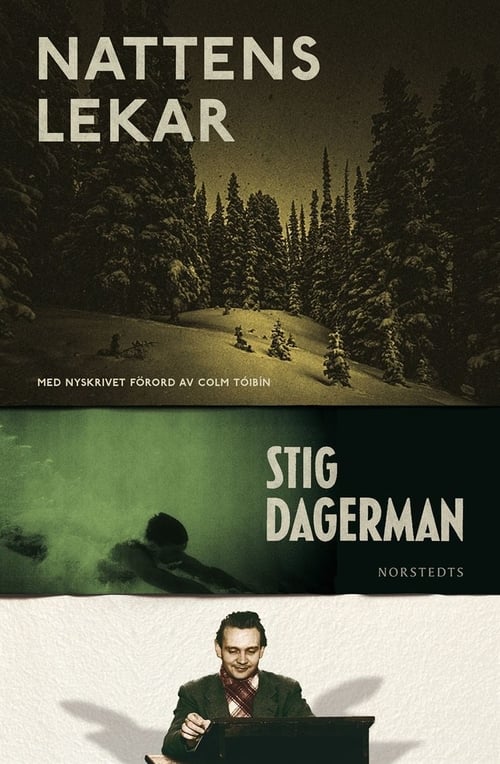 NATTENS
LEKAR
MED NYSKRIVET FÖRORD AV COLM TÓIBÍN
STIG
DAGERMAN
NORSTEDTS